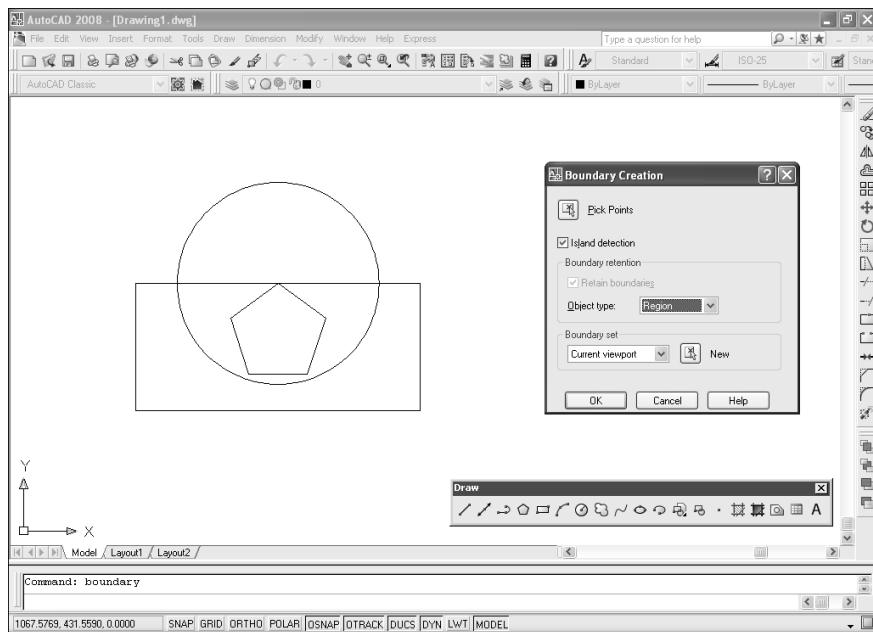 AutoCAD 2008 - [Drawing1.dwg]
File Edit View Insert Format Tools Draw Dimension Modify Window Help Express
Type a question for help
Standard
ISO-25
Stan
AutoCAD Classic
0
ByLayer
ByLayer
Boundary Creation
Pick Points
Island detection
Boundary retention
Retain boundaries
Object type:
Region
Boundary set
Current viewport
New
OK
Cancel
Help
Y
X
Draw
A
Model
Layout1
Layout2
Command: boundary
1067.5769, 431.5590, 0.0000
SNAP GRID ORTHO POLAR OSNAP OTRACK DUCS DYN LWT MODEL